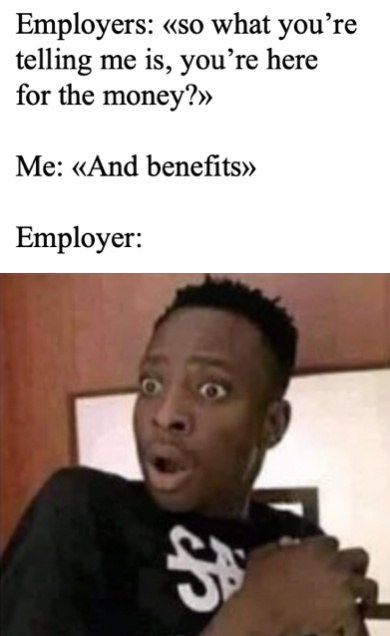 Employers: «so what you’re
telling me is, you’re here
for the money?»
Me: «And benefits»
Employer: